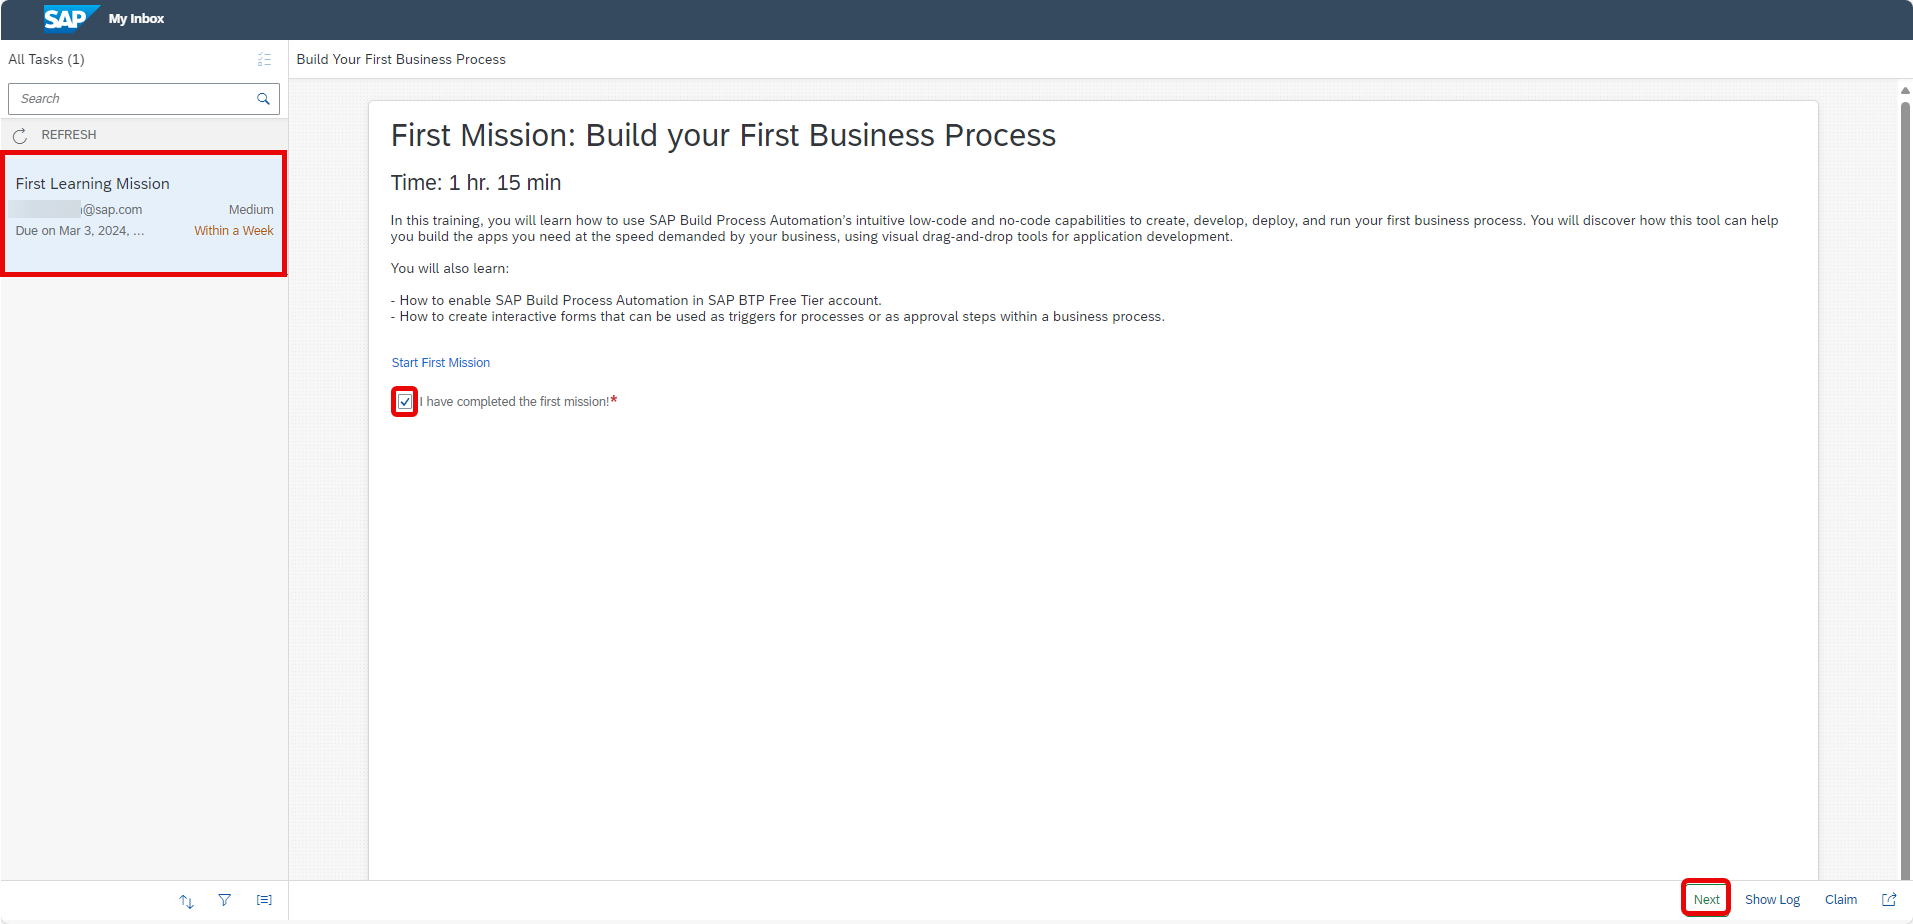 SAP My Inbox
All Tasks (1)
Search
REFRESH
First Learning Mission
@sap.com Medium
Due on Mar 3, 2024, ... Within a Week
Build Your First Business Process
First Mission: Build your First Business Process
Time: 1 hr. 15 min
In this training, you will learn how to use SAP Build Process Automation's intuitive low-code and no-code capabilities to create, develop, deploy, and run your first business process. You will discover how this tool can help
you build the apps you need at the speed demanded by your business, using visual drag-and-drop tools for application development.
You will also learn:
- How to enable SAP Build Process Automation in SAP BTP Free Tier account.
- How to create interactive forms that can be used as triggers for processes or as approval steps within a business process.
Start First Mission
I have completed the first mission!*
Next Show Log Claim